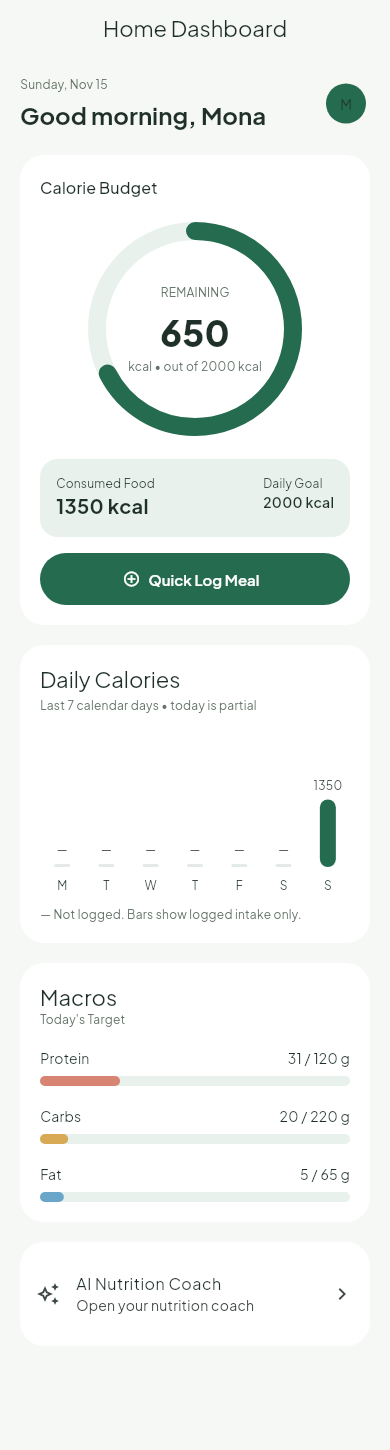 Home Dashboard
Sunday, Nov 15
Good morning, Mona
M
Calorie Budget
REMAINING
650
kcal • out of 2000 kcal
Consumed Food
Daily Goal
1350 kcal
2000 kcal
Quick Log Meal
Daily Calories
Last 7 calendar days • today is partial
1350
— — — — — —
M T W T F S S
— Not logged. Bars show logged intake only.
Macros
Today's Target
Protein 31 / 120 g
Carbs 20 / 220 g
Fat 5 / 65 g
AI Nutrition Coach
Open your nutrition coach